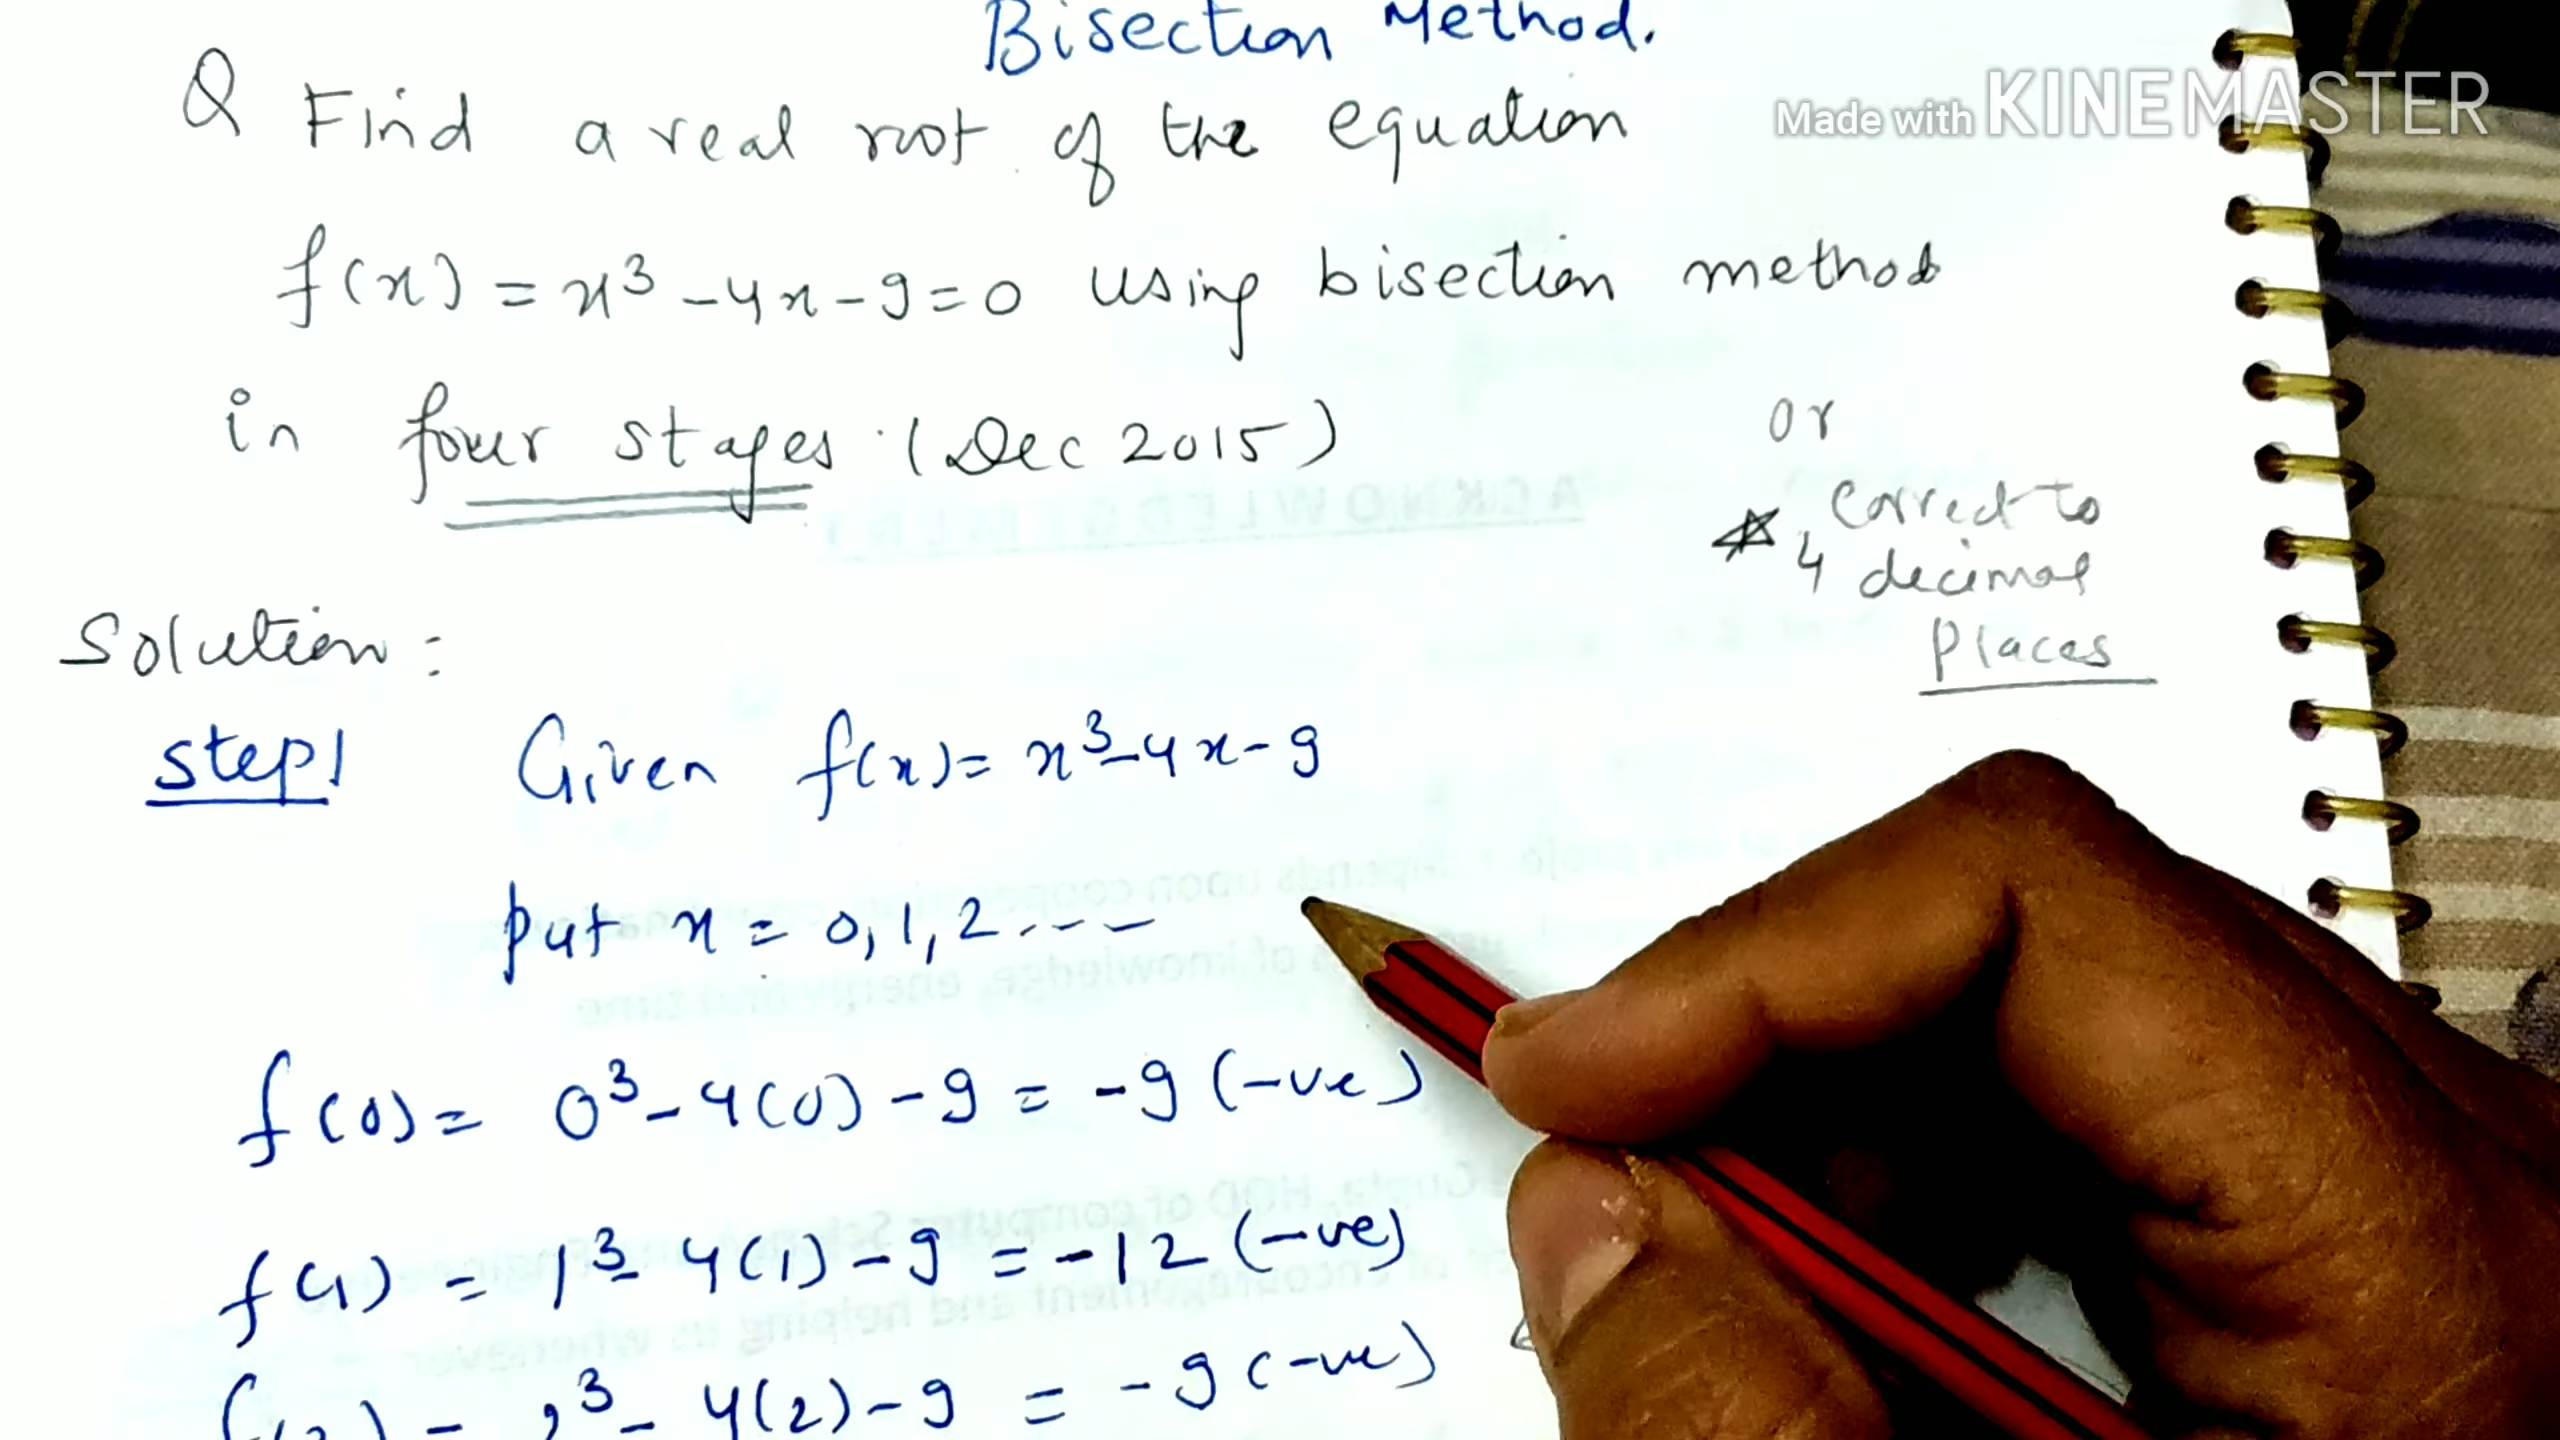 Bisection Method.
Made with KINEMASTER
Q Find a real root of the equation
f(x) = x³ - 4x - 9 = 0 using bisection method
in four stages (Dec 2015)
or
* correct to
4 decimal
places
Solution:
Step 1 Given f(x) = x³ - 4x - 9
put x = 0, 1, 2 ---
f(0) = 0³ - 4(0) - 9 = -9 (-ve)
f(1) = 1³ - 4(1) - 9 = -12 (-ve)
f(2) = 2³ - 4(2) - 9 = -9 (-ve)